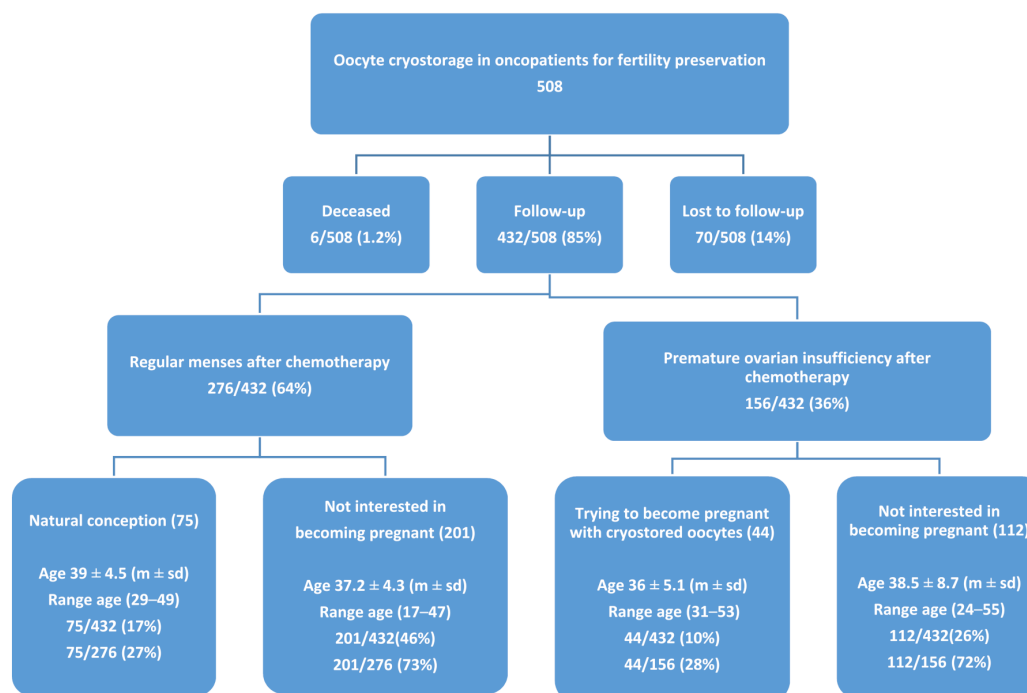 Oocyte cryostorage in oncopatients for fertility preservation
508
Deceased
6/508 (1.2%)
Follow-up
432/508 (85%)
Lost to follow-up
70/508 (14%)
Regular menses after chemotherapy
276/432 (64%)
Premature ovarian insufficiency after
chemotherapy
156/432 (36%)
Natural conception (75)
Age 39 ± 4.5 (m ± sd)
Range age (29–49)
75/432 (17%)
75/276 (27%)
Not interested in
becoming pregnant (201)
Age 37.2 ± 4.3 (m ± sd)
Range age (17–47)
201/432(46%)
201/276 (73%)
Trying to become pregnant
with cryostored oocytes (44)
Age 36 ± 5.1 (m ± sd)
Range age (31–53)
44/432 (10%)
44/156 (28%)
Not interested in
becoming pregnant (112)
Age 38.5 ± 8.7 (m ± sd)
Range age (24–55)
112/432(26%)
112/156 (72%)